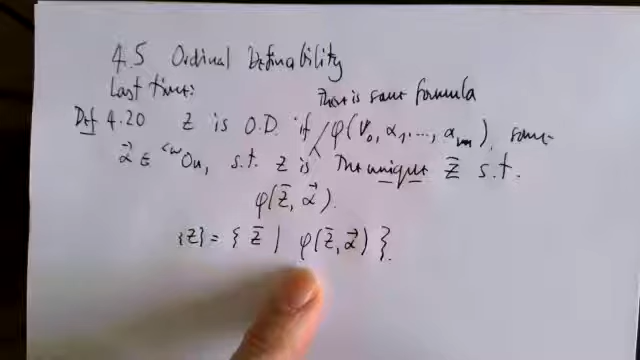 4.5 Ordinal Definability
Last time: There is some formula
Def 4.20 z is O.D. if φ(v₀, α₁, ..., αₘ), some
α⃗ ∈ ^{<ω}On, s.t. z is the unique z̄ s.t.
φ(z̄, α⃗).
{z} = { z̄ | φ(z̄, α⃗) }.